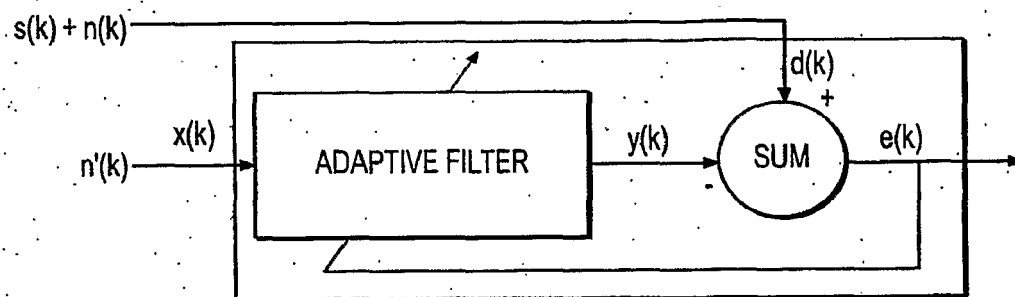 s(k) + n(k)
d(k)
+
x(k)
n'(k)
ADAPTIVE FILTER
y(k)
-
SUM
e(k)